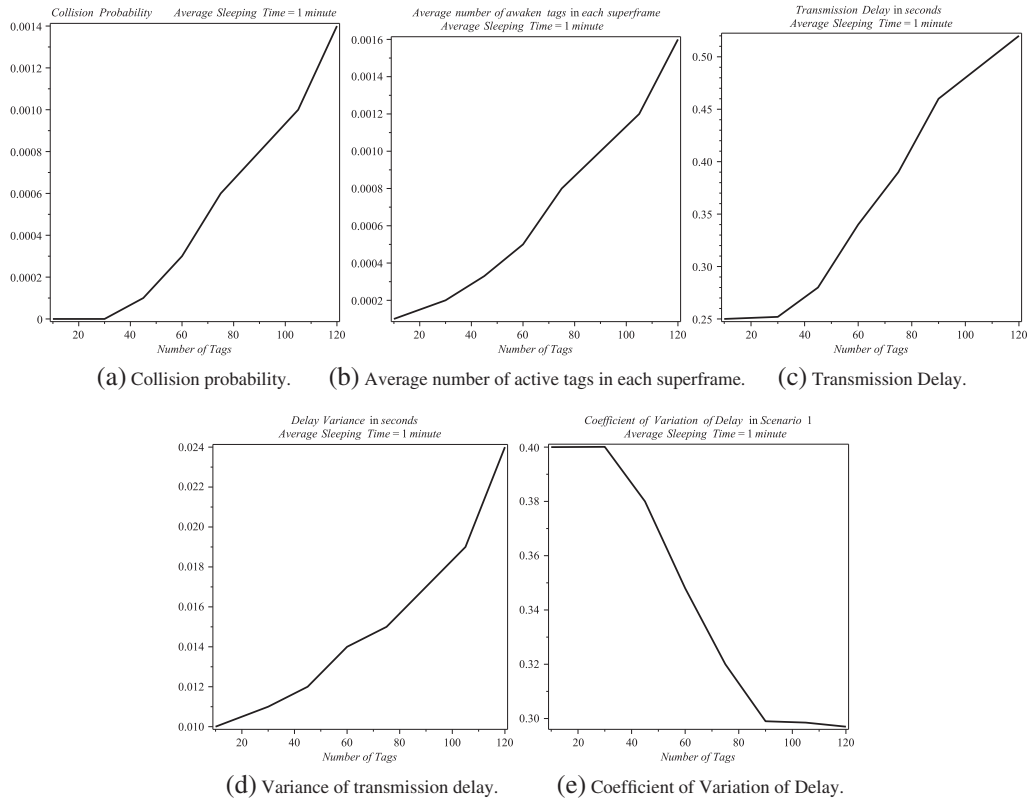 Collision Probability Average Sleeping Time = 1 minute
0.0014
0.0012
0.0010
0.0008
0.0006
0.0004
0.0002
0
20 40 60 80 100 120
Number of Tags
(a) Collision probability.
Average number of awaken tags in each superframe
Average Sleeping Time = 1 minute
0.0016
0.0014
0.0012
0.0010
0.0008
0.0006
0.0004
0.0002
20 40 60 80 100 120
Number of Tags
(b) Average number of active tags in each superframe.
Transmission Delay in seconds
Average Sleeping Time = 1 minute
0.50
0.45
0.40
0.35
0.30
0.25
20 40 60 80 100 120
Number of Tags
(c) Transmission Delay.
Delay Variance in seconds
Average Sleeping Time = 1 minute
0.024
0.022
0.020
0.018
0.016
0.014
0.012
0.010
20 40 60 80 100 120
Number of Tags
(d) Variance of transmission delay.
Coefficient of Variation of Delay in Scenario 1
Average Sleeping Time = 1 minute
0.40
0.38
0.36
0.34
0.32
0.30
20 40 60 80 100 120
Number of Tags
(e) Coefficient of Variation of Delay.